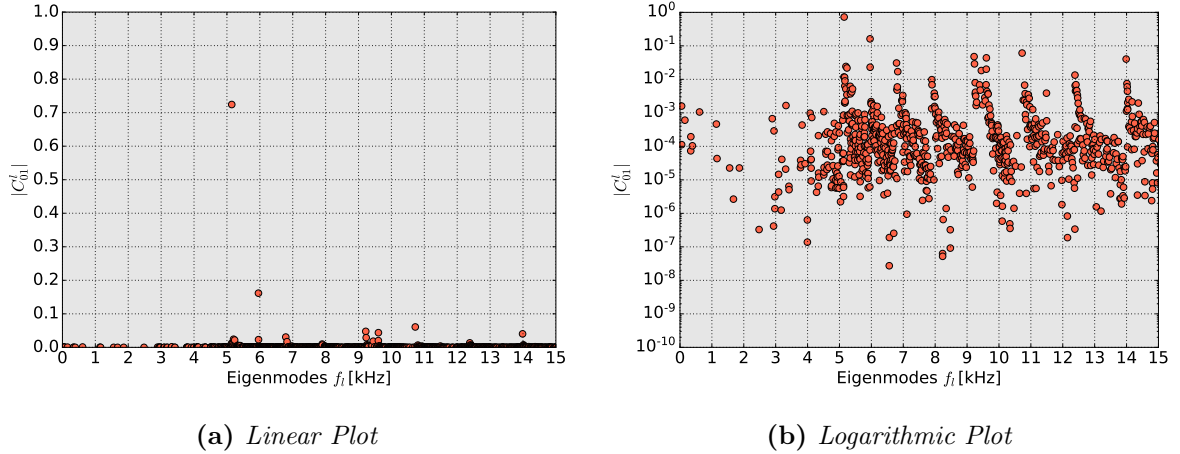 1.0
0.9
0.8
0.7
0.6
0.5
0.4
0.3
0.2
0.1
0.0
|C^l_{01}|
0 1 2 3 4 5 6 7 8 9 10 11 12 13 14 15
Eigenmodes f_l [kHz]
(a) Linear Plot
10^0
10^{-1}
10^{-2}
10^{-3}
10^{-4}
10^{-5}
10^{-6}
10^{-7}
10^{-8}
10^{-9}
10^{-10}
|C^l_{01}|
0 1 2 3 4 5 6 7 8 9 10 11 12 13 14 15
Eigenmodes f_l [kHz]
(b) Logarithmic Plot